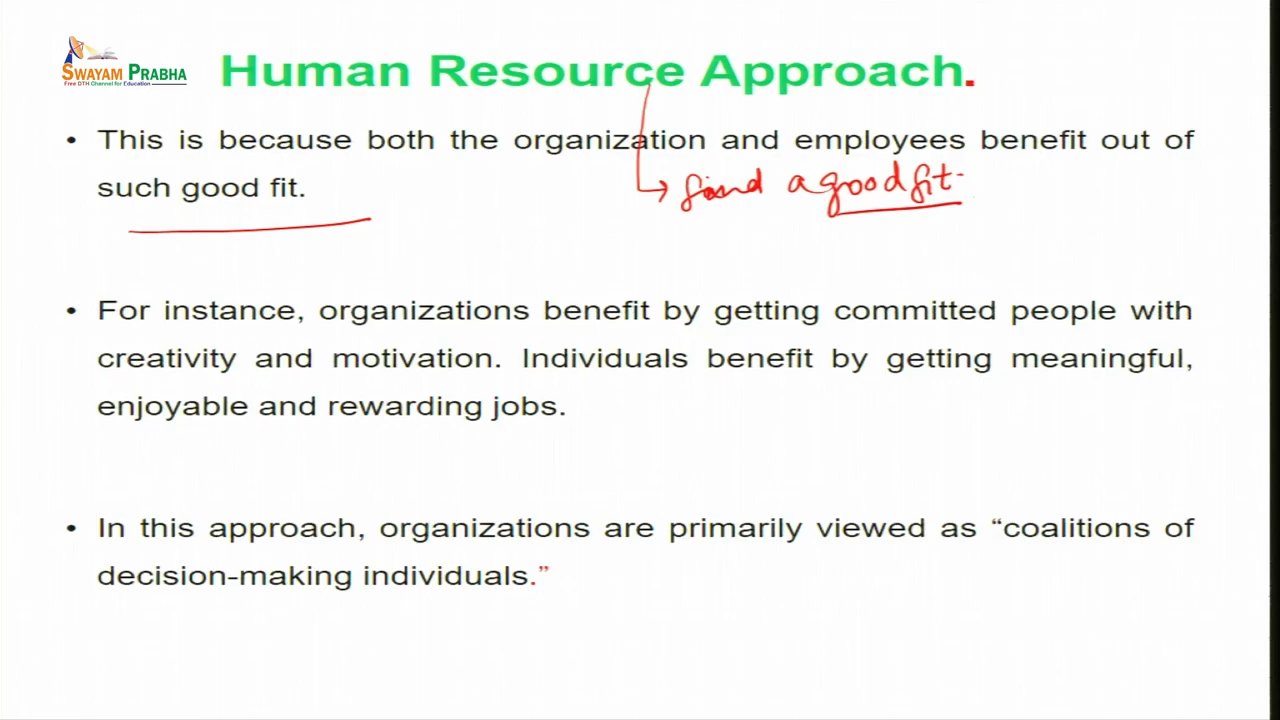 SWAYAM PRABHA
Free DTH Channel for Education
Human Resource Approach.
• This is because both the organization and employees benefit out of
such good fit.
find a good fit.
• For instance, organizations benefit by getting committed people with
creativity and motivation. Individuals benefit by getting meaningful,
enjoyable and rewarding jobs.
• In this approach, organizations are primarily viewed as “coalitions of
decision-making individuals.”